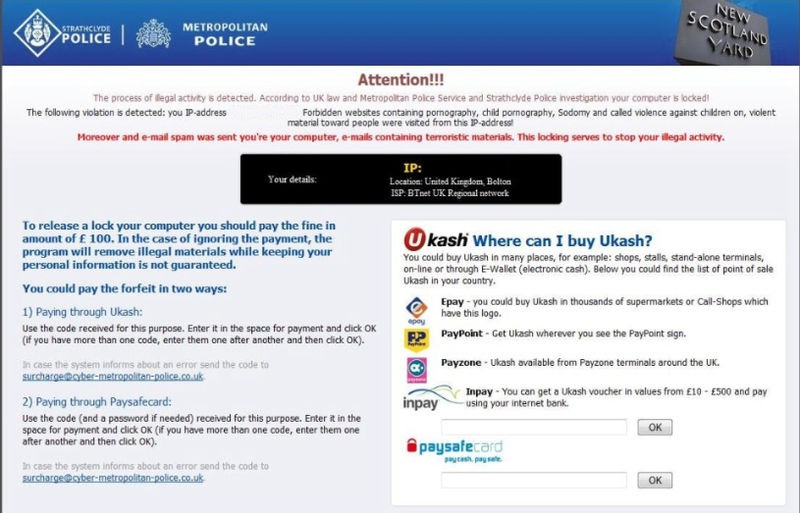 STRATHCLYDE
POLICE
METROPOLITAN
POLICE
NEW
SCOTLAND
YARD
Attention!!!
The process of illegal activity is detected. According to UK law and Metropolitan Police Service and Strathclyde Police investigation your computer is locked!
The following violation is detected: you IP-address Forbidden websites containing pornography, child pornography, Sodomy and called violence against children on, violent
material toward people were visited from this IP-address!
Moreover and e-mail spam was sent you're your computer, e-mails containing terroristic materials. This locking serves to stop your illegal activity.
Your details:
IP:
Location: United Kingdom, Bolton
ISP: BTnet UK Regional network
To release a lock your computer you should pay the fine in
amount of £ 100. In the case of ignoring the payment, the
program will remove illegal materials while keeping your
personal information is not guaranteed.
You could pay the forfeit in two ways:
1) Paying through Ukash:
Use the code received for this purpose. Enter it in the space for payment and click OK
(if you have more than one code, enter them one after another and then click OK).
In case the system informs about an error send the code to
surcharge@cyber-metropolitan-police.co.uk.
2) Paying through Paysafecard:
Use the code (and a password if needed) received for this purpose. Enter it in the
space for payment and click OK (if you have more than one code, enter them one
after another and then click OK).
In case the system informs about an error send the code to
surcharge@cyber-metropolitan-police.co.uk.
Ukash Where can I buy Ukash?
You could buy Ukash in many places, for example: shops, stalls, stand-alone terminals,
on-line or through E-Wallet (electronic cash). Below you could find the list of point of sale
Ukash in your country.
epay
Epay - you could buy Ukash in thousands of supermarkets or Call-Shops which
have this logo.
PayPoint
PayPoint - Get Ukash wherever you see the PayPoint sign.
payzone
Payzone - Ukash available from Payzone terminals around the UK.
inpay
Inpay - You can get a Ukash voucher in values from £10 - £500 and pay
using your internet bank.
OK
paysafecard
pay cash. pay safe.
OK